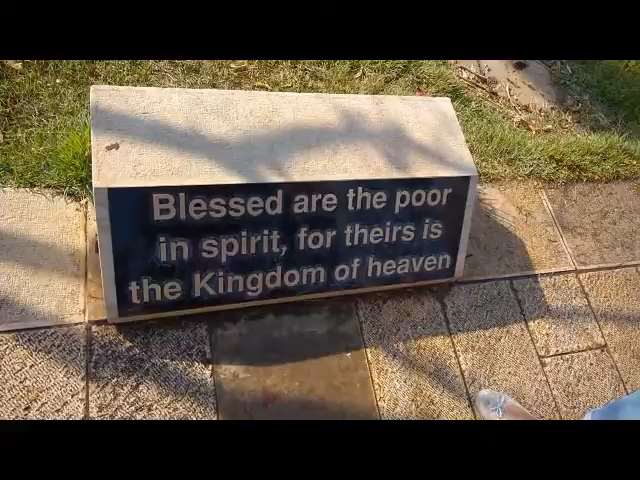 Blessed are the poor
in spirit, for theirs is
the Kingdom of heaven